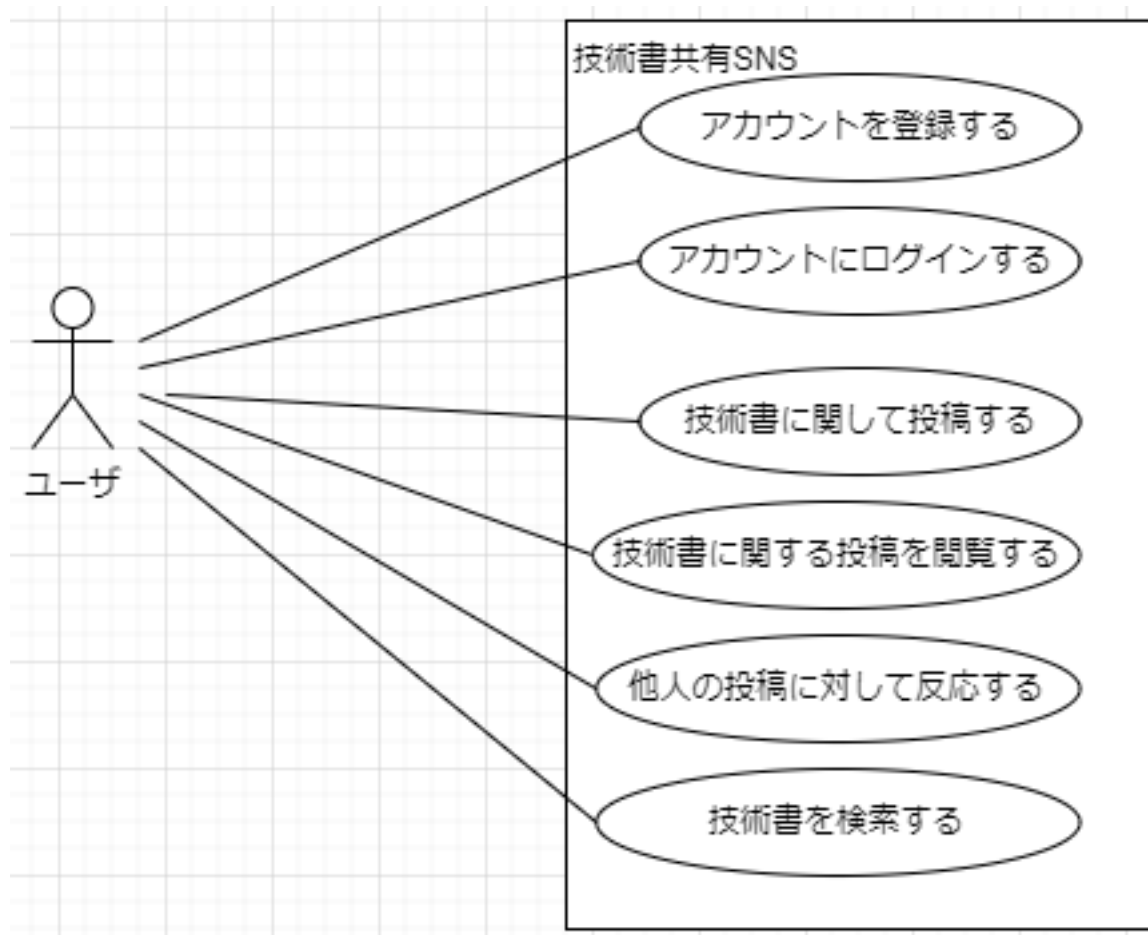 技術書共有SNS
アカウントを登録する
アカウントにログインする
技術書に関して投稿する
技術書に関する投稿を閲覧する
他人の投稿に対して反応する
技術書を検索する
ユーザ